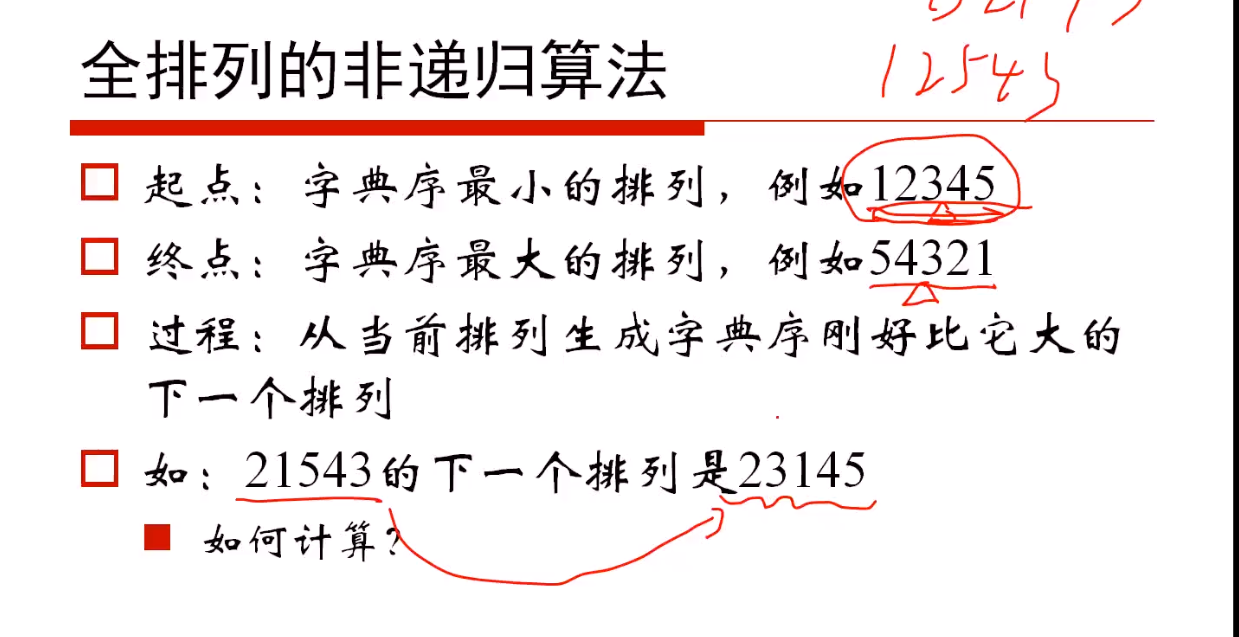 全排列的非递归算法
12543
起点：字典序最小的排列，例如12345
终点：字典序最大的排列，例如54321
过程：从当前排列生成字典序刚好比它大的
下一个排列
如：21543的下一个排列是23145
如何计算?